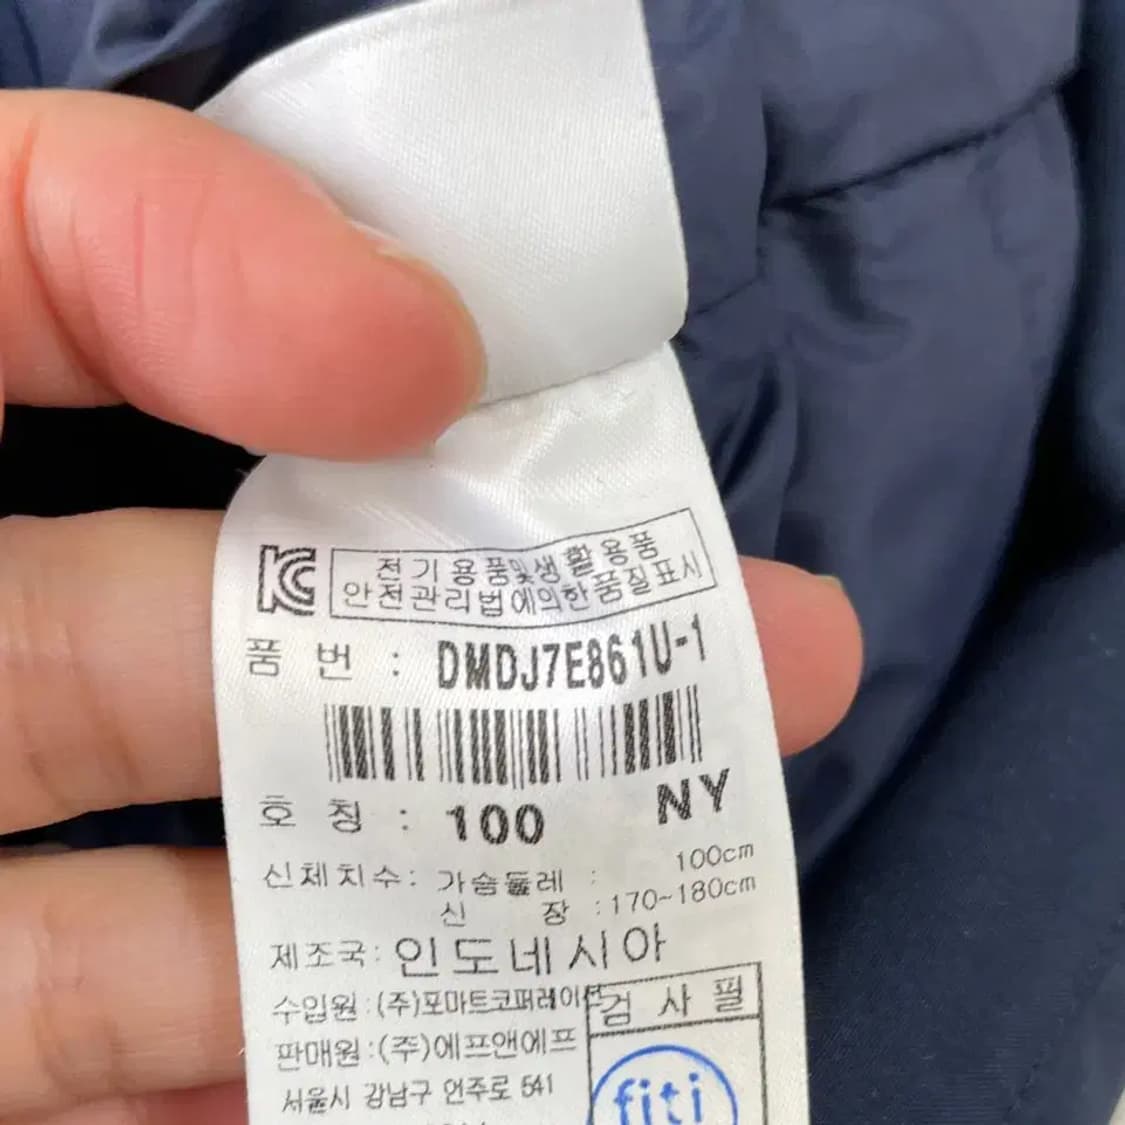 KC
전기용품및생활용품
안전관리법에의한품질표시
품 번 : DMDJ7E861U-1
호 칭 : 100 NY
신체치수: 가슴둘레 : 100cm
신 장 :170~180cm
제조국: 인도네시아
수입원 :(주)포마트코퍼레이션
검 사 필
판매원:(주)에프앤에프
서울시 강남구 언주로 541
fiti